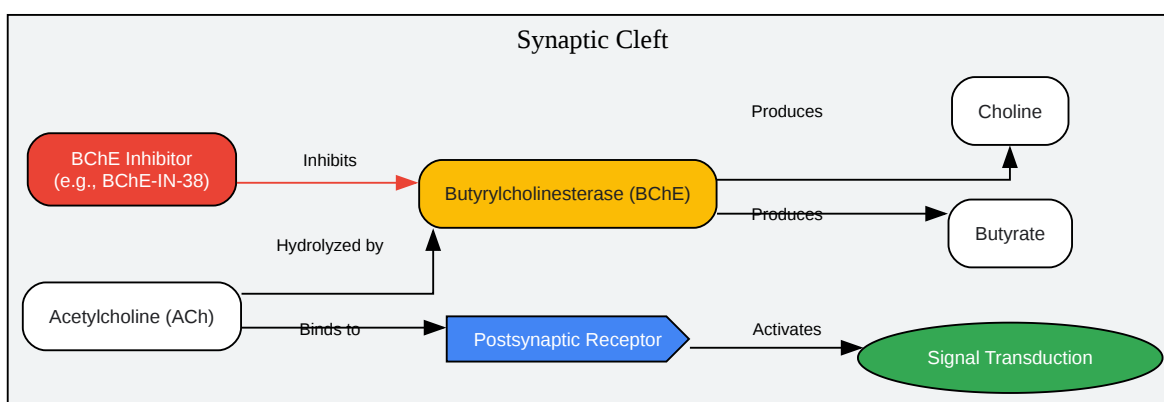 Synaptic Cleft
Produces
Choline
BChE Inhibitor
(e.g., BChE-IN-38)
Inhibits
Butyrylcholinesterase (BChE)
Produces
Butyrate
Hydrolyzed by
Acetylcholine (ACh)
Binds to
Postsynaptic Receptor
Activates
Signal Transduction